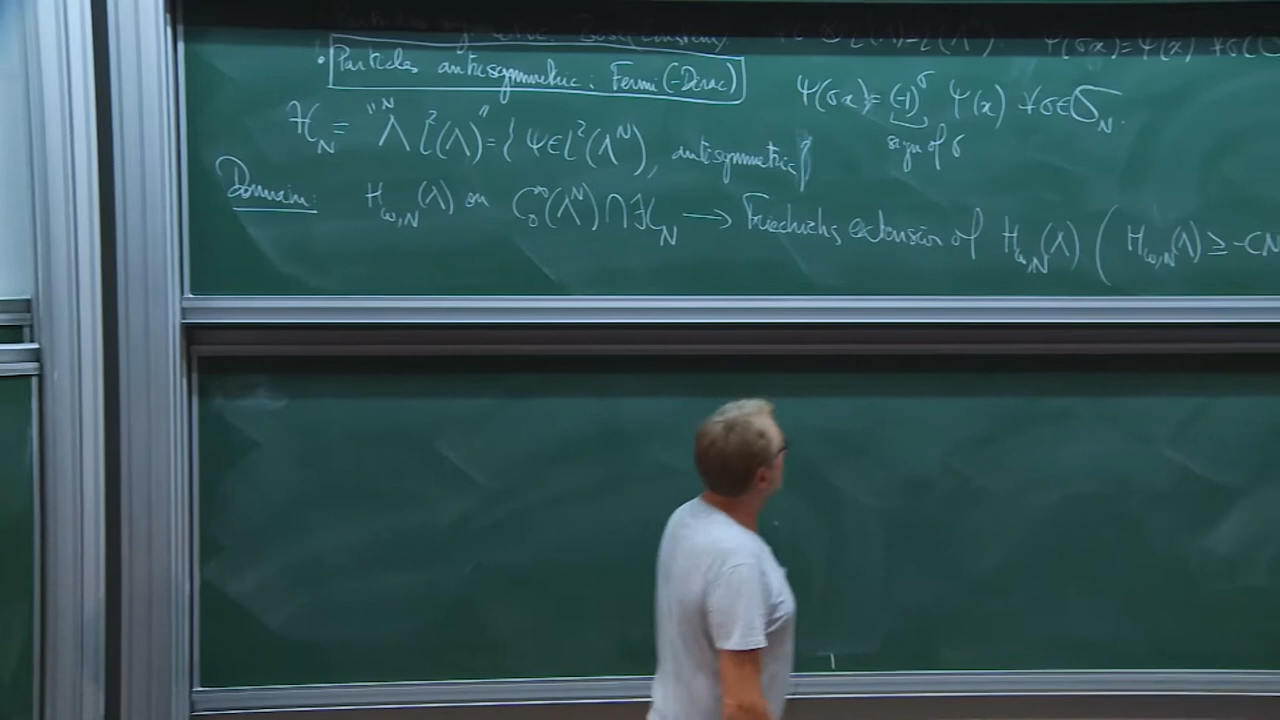 • Particles antisymmetric: Fermi(-Dirac) Ψ(σx) = (-1)^σ Ψ(x) ∀σ∈𝔖_N.
sign of σ
ℋ_N = "Λ^N L²(Λ)" = { Ψ∈L²(Λ^N), antisymmetric}
Domain: H_{ω,N}(Λ) on C_0^∞(Λ^N)∩ℋ_N → Friedrichs extension of H_{ω,N}(Λ) ( H_{ω,N}(Λ) ≥ -CN